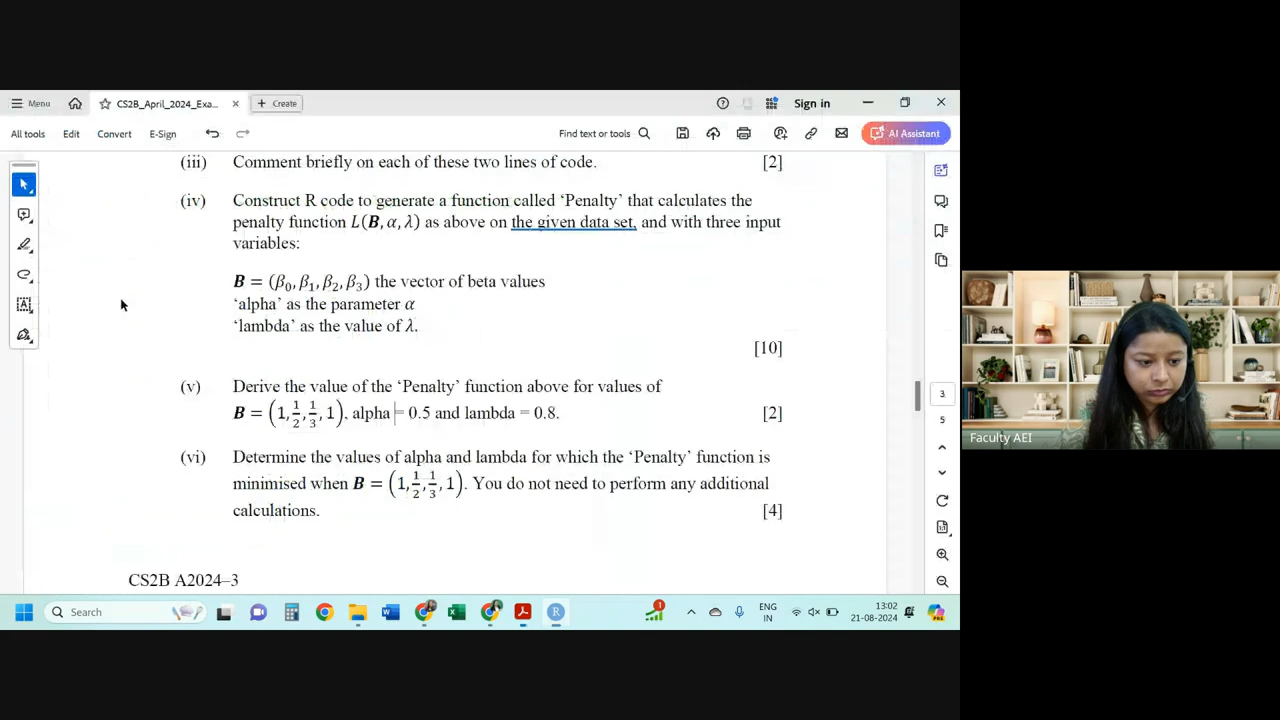 Menu
CS2B_April_2024_Exa...
Create
Sign in
All tools
Edit
Convert
E-Sign
Find text or tools
AI Assistant
(iii) Comment briefly on each of these two lines of code. [2]
(iv) Construct R code to generate a function called ‘Penalty’ that calculates the
penalty function L(B, α, λ) as above on the given data set, and with three input
variables:
B = (β₀, β₁, β₂, β₃) the vector of beta values
‘alpha’ as the parameter α
‘lambda’ as the value of λ.
[10]
(v) Derive the value of the ‘Penalty’ function above for values of
B = (1, 1/2, 1/3, 1), alpha = 0.5 and lambda = 0.8. [2]
(vi) Determine the values of alpha and lambda for which the ‘Penalty’ function is
minimised when B = (1, 1/2, 1/3, 1). You do not need to perform any additional
calculations. [4]
CS2B A2024–3
3
5
Faculty AEI
Search
1
ENG
IN
13:02
21-08-2024